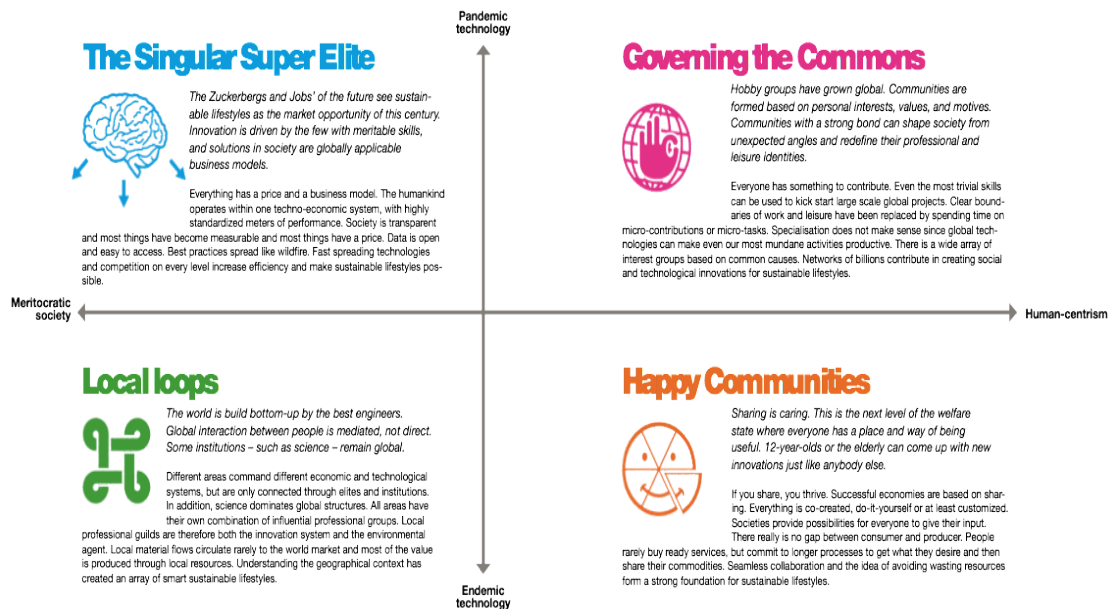 Pandemic
technology
The Singular Super Elite
The Zuckerbergs and Jobs' of the future see sustain-
able lifestyles as the market opportunity of this century.
Innovation is driven by the few with meritable skills,
and solutions in society are globally applicable
business models.
Everything has a price and a business model. The humankind
operates within one techno-economic system, with highly
standardized meters of performance. Society is transparent
and most things have become measurable and most things have a price. Data is open
and easy to access. Best practices spread like wildfire. Fast spreading technologies
and competition on every level increase efficiency and make sustainable lifestyles pos-
sible.
Governing the Commons
Hobby groups have grown global. Communities are
formed based on personal interests, values, and motives.
Communities with a strong bond can shape society from
unexpected angles and redefine their professional and
leisure identities.
Everyone has something to contribute. Even the most trivial skills
can be used to kick start large scale global projects. Clear bound-
aries of work and leisure have been replaced by spending time on
micro-contributions or micro-tasks. Specialisation does not make sense since global tech-
nologies can make even our most mundane activities productive. There is a wide array of
interest groups based on common causes. Networks of billions contribute in creating social
and technological innovations for sustainable lifestyles.
Meritocratic
society
Human-centrism
Local loops
The world is build bottom-up by the best engineers.
Global interaction between people is mediated, not direct.
Some institutions – such as science – remain global.
Different areas command different economic and technological
systems, but are only connected through elites and institutions.
In addition, science dominates global structures. All areas have
their own combination of influential professional groups. Local
professional guilds are therefore both the innovation system and the environmental
agent. Local material flows circulate rarely to the world market and most of the value
is produced through local resources. Understanding the geographical context has
created an array of smart sustainable lifestyles.
Happy Communities
Sharing is caring. This is the next level of the welfare
state where everyone has a place and way of being
useful. 12-year-olds or the elderly can come up with new
innovations just like anybody else.
If you share, you thrive. Successful economies are based on shar-
ing. Everything is co-created, do-it-yourself or at least customized.
Societies provide possibilities for everyone to give their input.
There really is no gap between consumer and producer. People
rarely buy ready services, but commit to longer processes to get what they desire and then
share their commodities. Seamless collaboration and the idea of avoiding wasting resources
form a strong foundation for sustainable lifestyles.
Endemic
technology